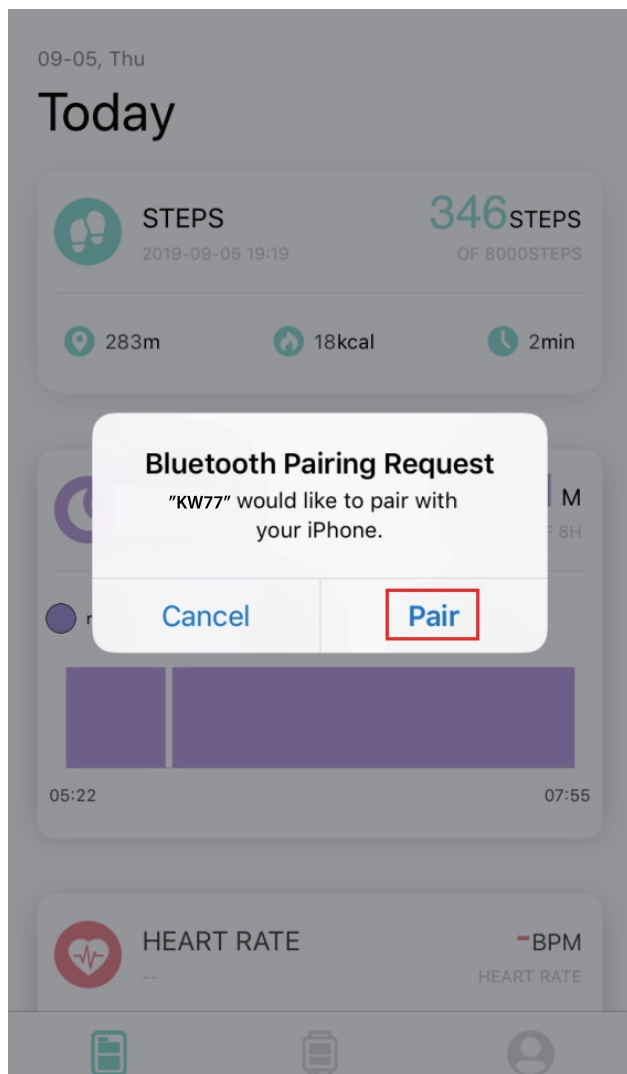 09-05, Thu
Today
STEPS
346STEPS
2019-09-05 19:19
OF 8000STEPS
283m
18kcal
2min
Bluetooth Pairing Request
"KW77" would like to pair with
your iPhone.
M
8H
Cancel
Pair
05:22
07:55
HEART RATE
-BPM
--
HEART RATE